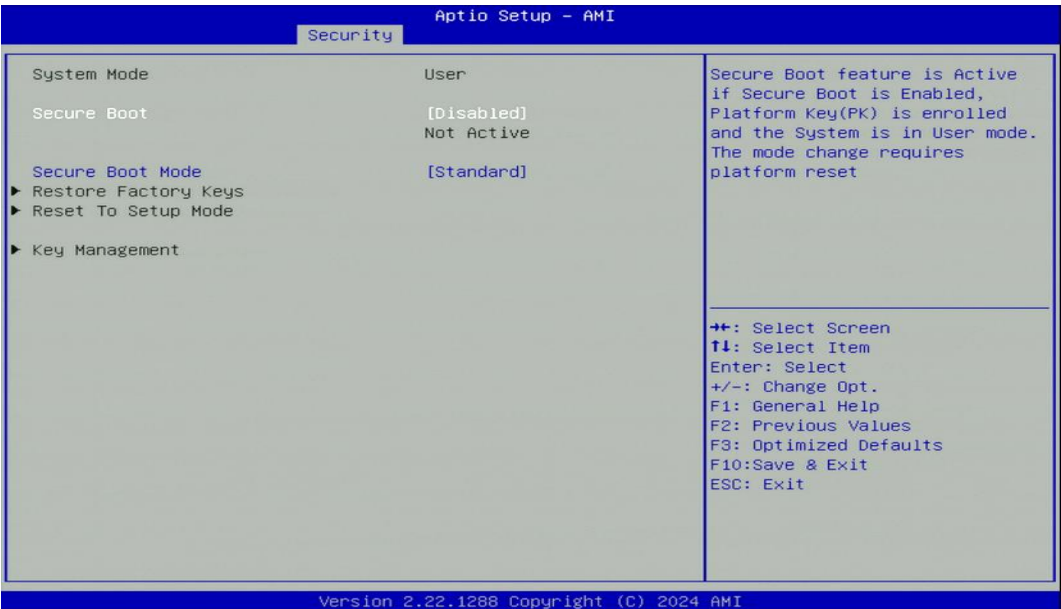 Aptio Setup - AMI
Security
System Mode User
Secure Boot [Disabled]
Not Active
Secure Boot Mode [Standard]
Restore Factory Keys
Reset To Setup Mode
Key Management
Secure Boot feature is Active
if Secure Boot is Enabled,
Platform Key(PK) is enrolled
and the System is in User mode.
The mode change requires
platform reset
→←: Select Screen
↑↓: Select Item
Enter: Select
+/-: Change Opt.
F1: General Help
F2: Previous Values
F3: Optimized Defaults
F10:Save & Exit
ESC: Exit
Version 2.22.1288 Copyright (C) 2024 AMI